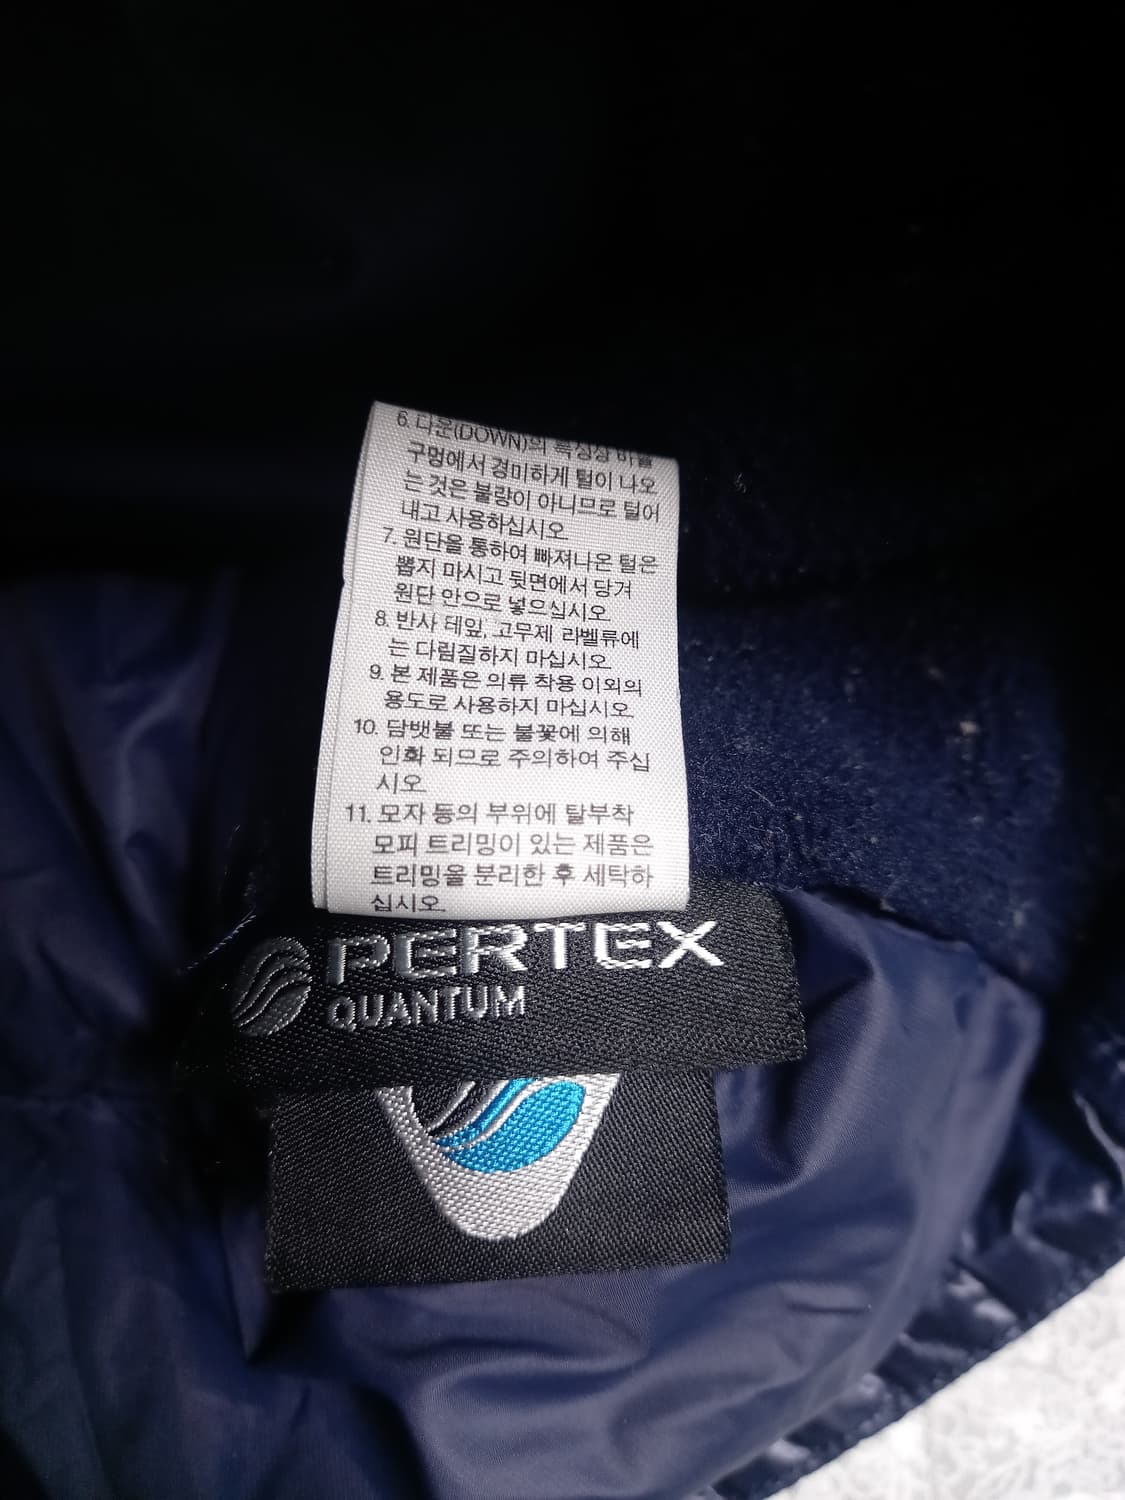 6. 다운(DOWN)의 특성상 바늘
구멍에서 경미하게 털이 나오
는 것은 불량이 아니므로 털어
내고 사용하십시오.
7. 원단을 통하여 빠져나온 털은
뽑지 마시고 뒷면에서 당겨
원단 안으로 넣으십시오.
8. 반사 테잎, 고무제 라벨류에
는 다림질하지 마십시오.
9. 본 제품은 의류 착용 이외의
용도로 사용하지 마십시오.
10. 담뱃불 또는 불꽃에 의해
인화 되므로 주의하여 주십
시오.
11. 모자 등의 부위에 탈부착
모피 트리밍이 있는 제품은
트리밍을 분리한 후 세탁하
십시오.
PERTEX
QUANTUM